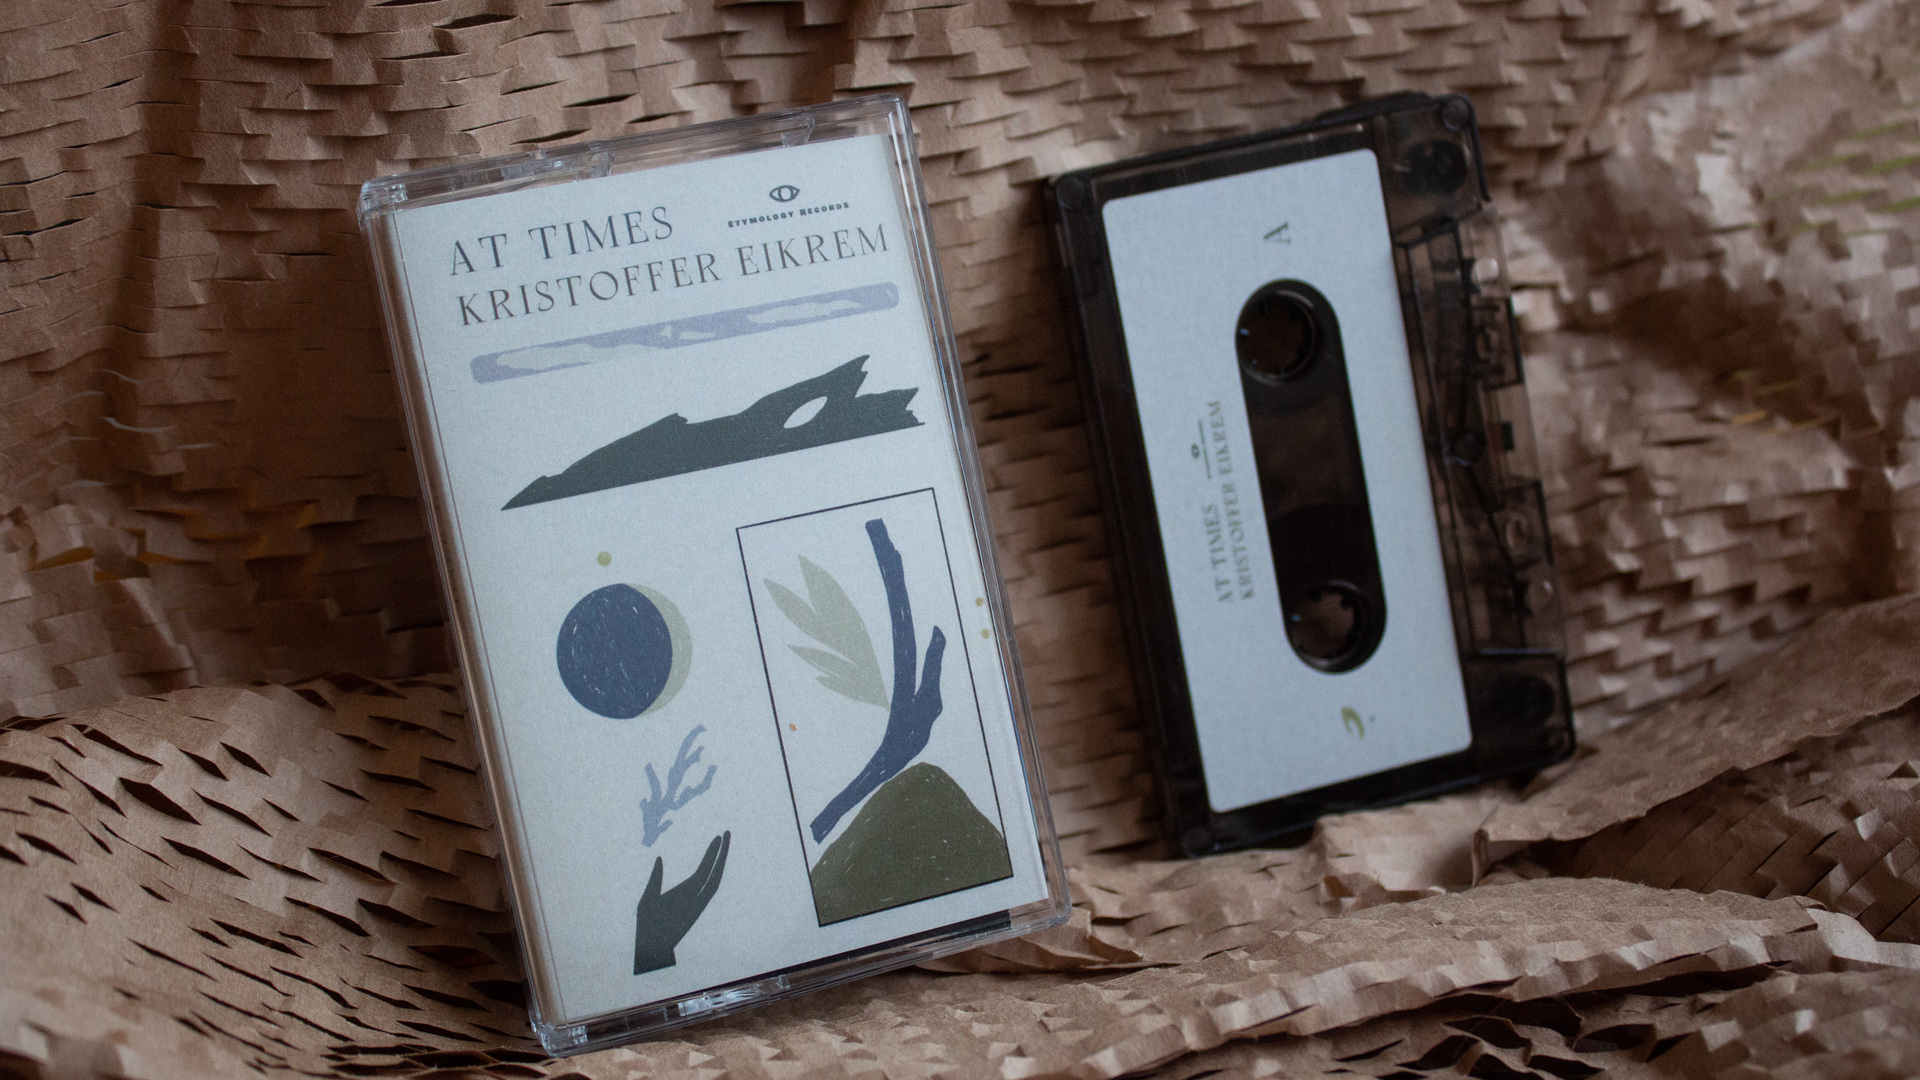 AT TIMES
ETYMOLOGY RECORDS
KRISTOFFER EIKREM
A
AT TIMES
KRISTOFFER EIKREM